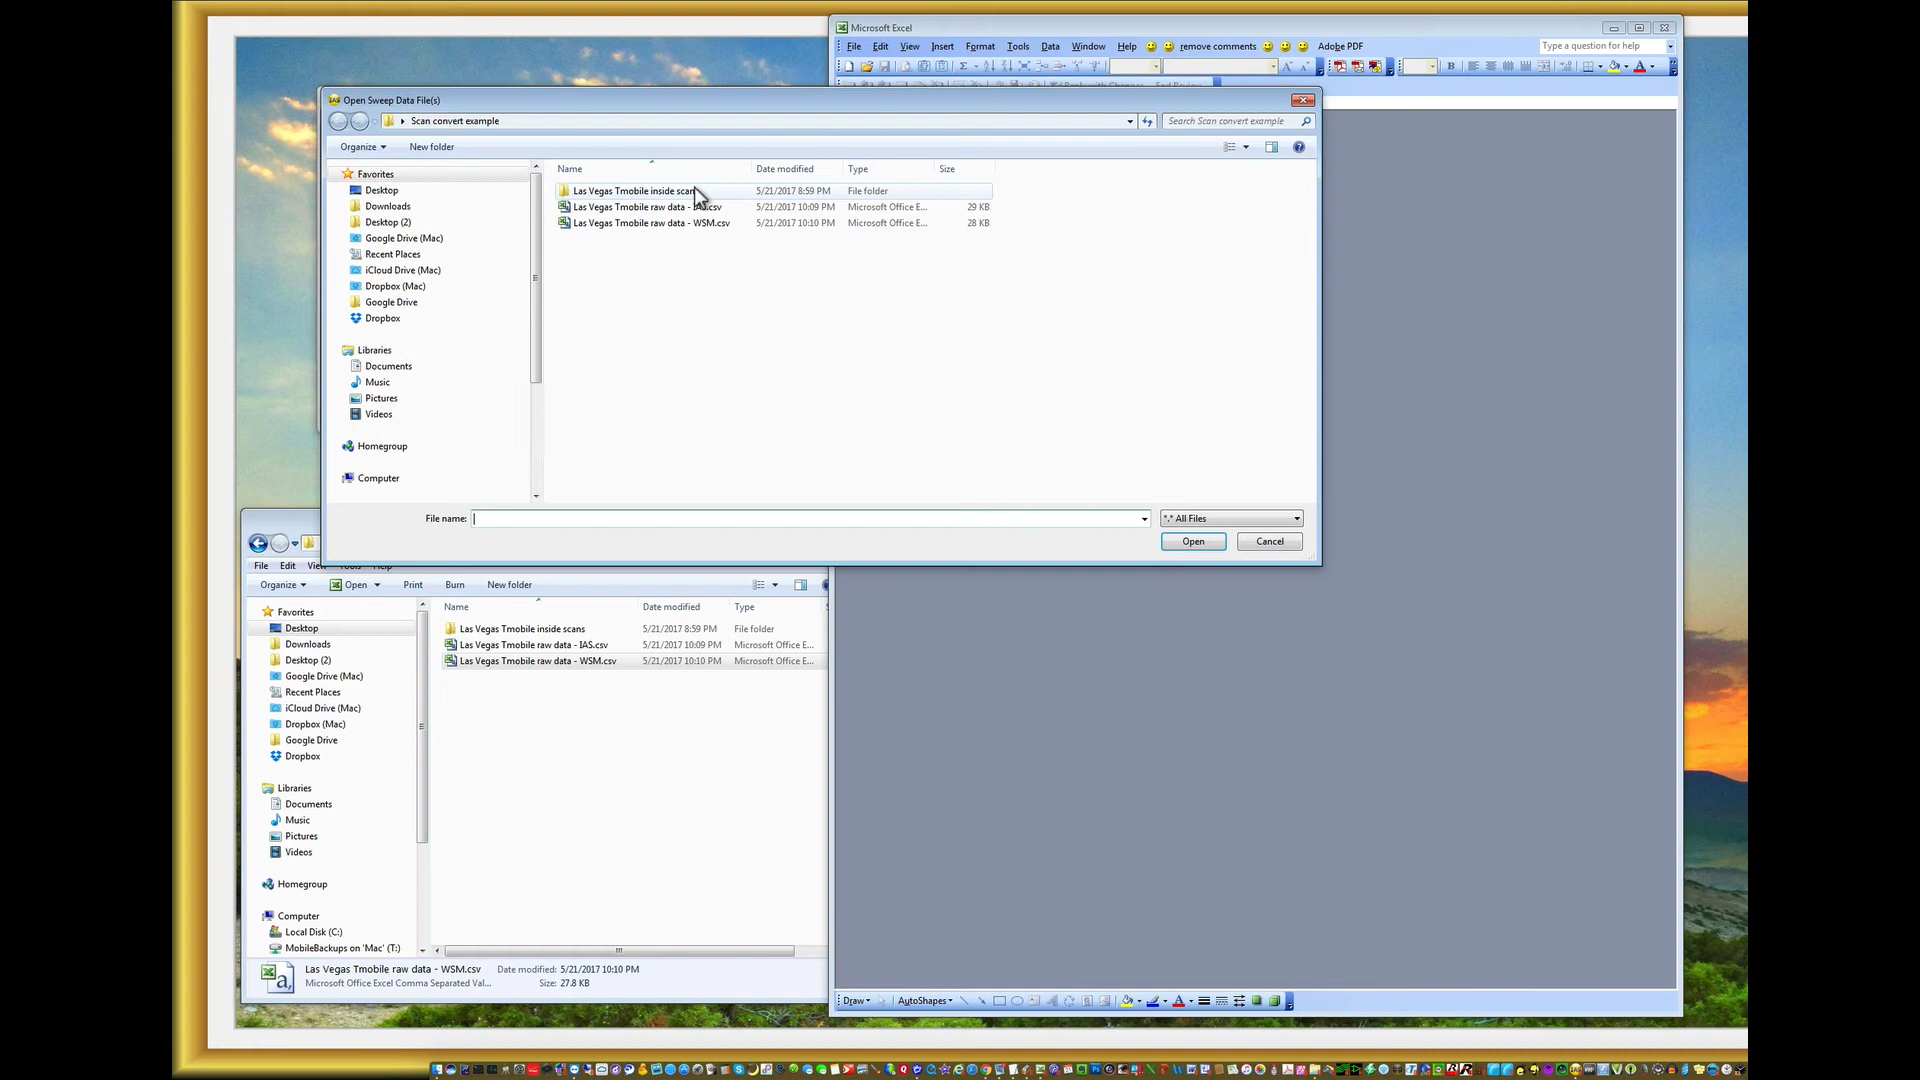 Microsoft Excel
File Edit View Insert Format Tools Data Window Help remove comments Adobe PDF
Type a question for help
Open Sweep Data File(s)
Scan convert example
Search Scan convert example
Organize
New folder
Name Date modified Type Size
Las Vegas Tmobile inside scans 5/21/2017 8:59 PM File folder
Las Vegas Tmobile raw data - IAS.csv 5/21/2017 10:09 PM Microsoft Office E... 29 KB
Las Vegas Tmobile raw data - WSM.csv 5/21/2017 10:10 PM Microsoft Office E... 28 KB
Favorites
Desktop
Downloads
Desktop (2)
Google Drive (Mac)
Recent Places
iCloud Drive (Mac)
Dropbox (Mac)
Google Drive
Dropbox
Libraries
Documents
Music
Pictures
Videos
Homegroup
Computer
File name:
*.* All Files
Open
Cancel
File Edit View Tools Help
Organize Open Print Burn New folder
Name Date modified Type
Las Vegas Tmobile inside scans 5/21/2017 8:59 PM File folder
Las Vegas Tmobile raw data - IAS.csv 5/21/2017 10:09 PM Microsoft Office E...
Las Vegas Tmobile raw data - WSM.csv 5/21/2017 10:10 PM Microsoft Office E...
Favorites
Desktop
Downloads
Desktop (2)
Google Drive (Mac)
Recent Places
iCloud Drive (Mac)
Dropbox (Mac)
Google Drive
Dropbox
Libraries
Documents
Music
Pictures
Videos
Homegroup
Computer
Local Disk (C:)
MobileBackups on 'Mac' (T:)
Las Vegas Tmobile raw data - WSM.csv Date modified: 5/21/2017 10:10 PM
Microsoft Office Excel Comma Separated Val... Size: 27.8 KB
Draw AutoShapes